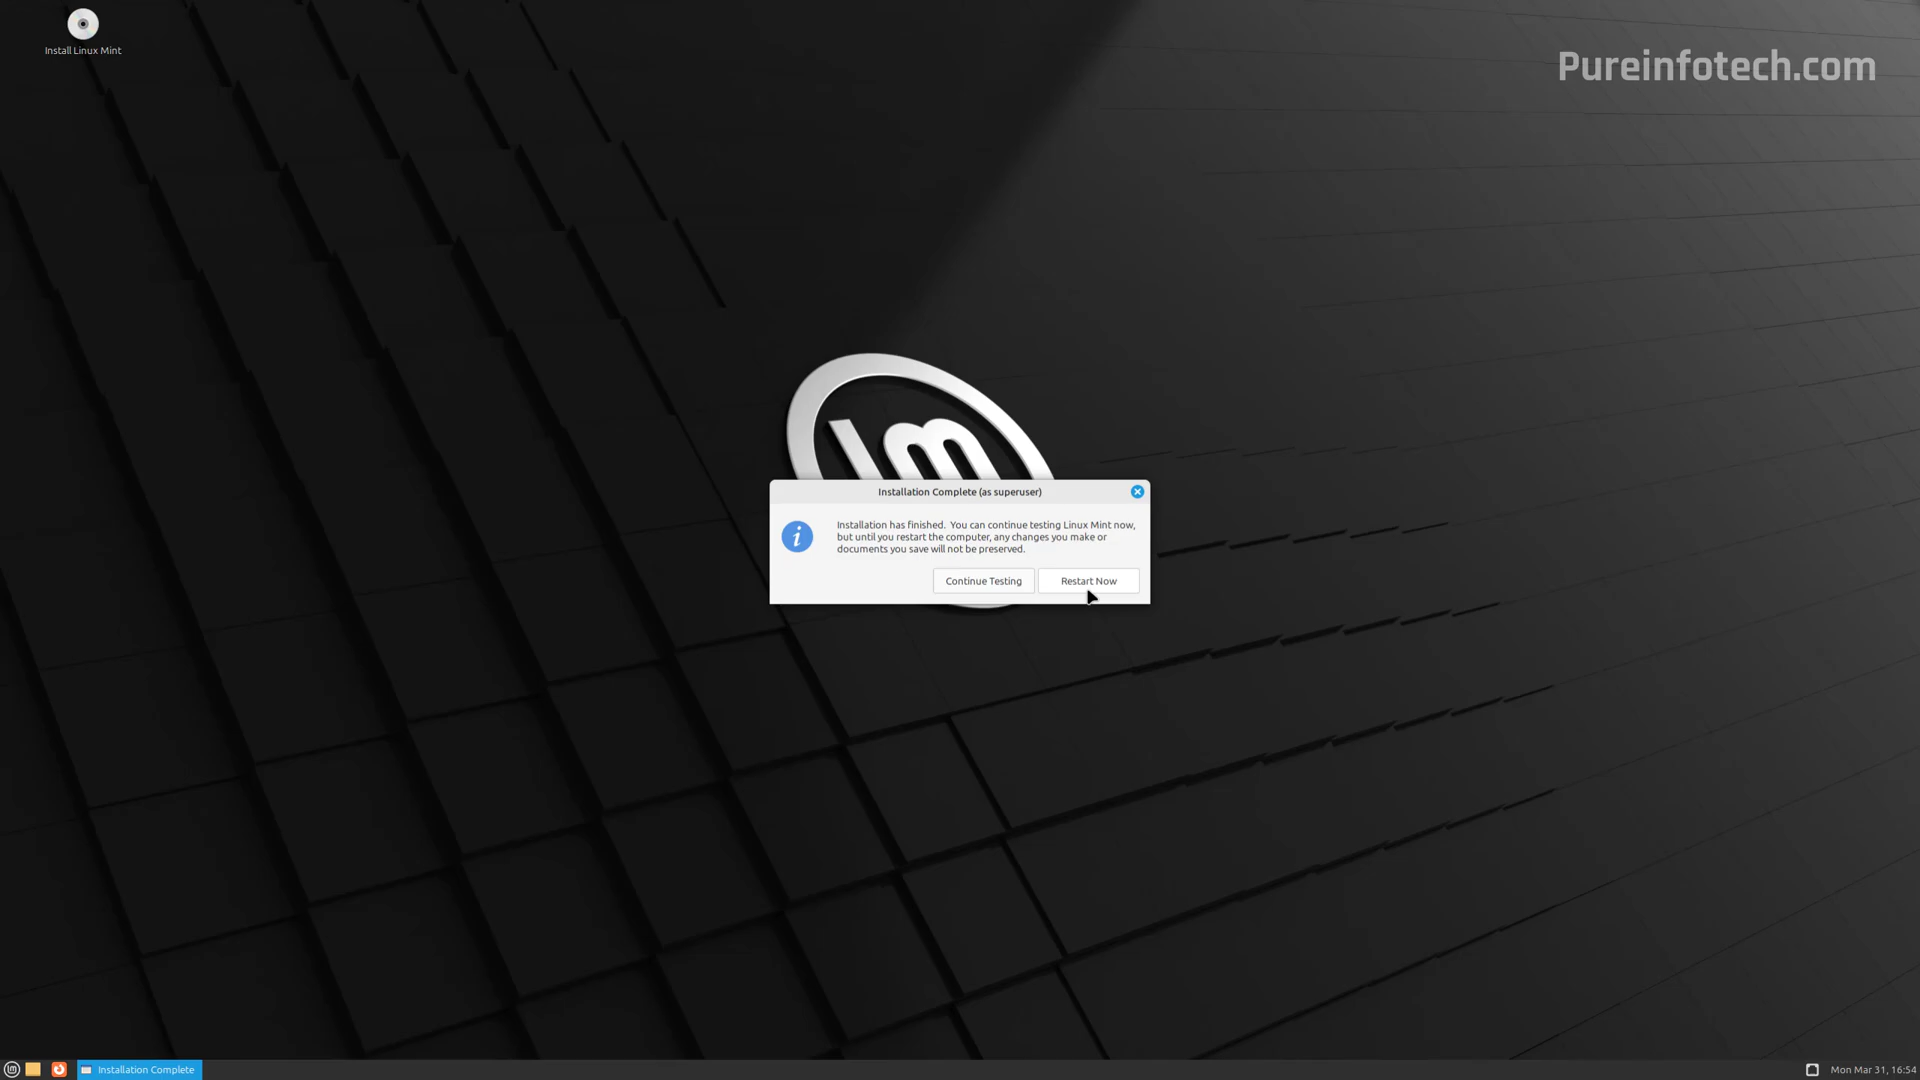 Install Linux Mint
Pureinfotech.com
lm
Installation Complete (as superuser)
i
Installation has finished.  You can continue testing Linux Mint now,
but until you restart the computer, any changes you make or
documents you save will not be preserved.
Continue Testing
Restart Now
Installation Complete
Mon Mar 31, 16:54